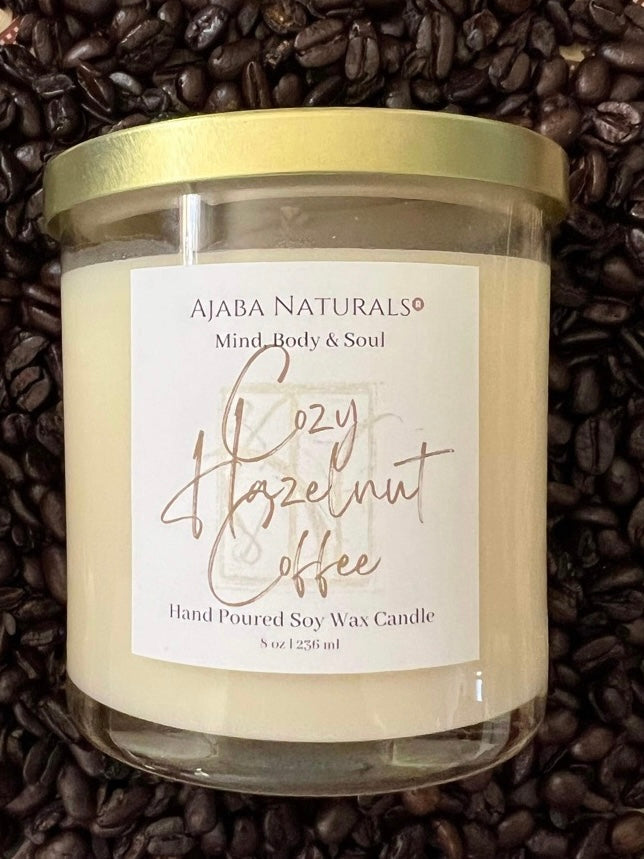 AJABA NATURALS®
Mind, Body & Soul
Cozy
Hazelnut
Coffee
Hand Poured Soy Wax Candle
8 oz | 236 ml